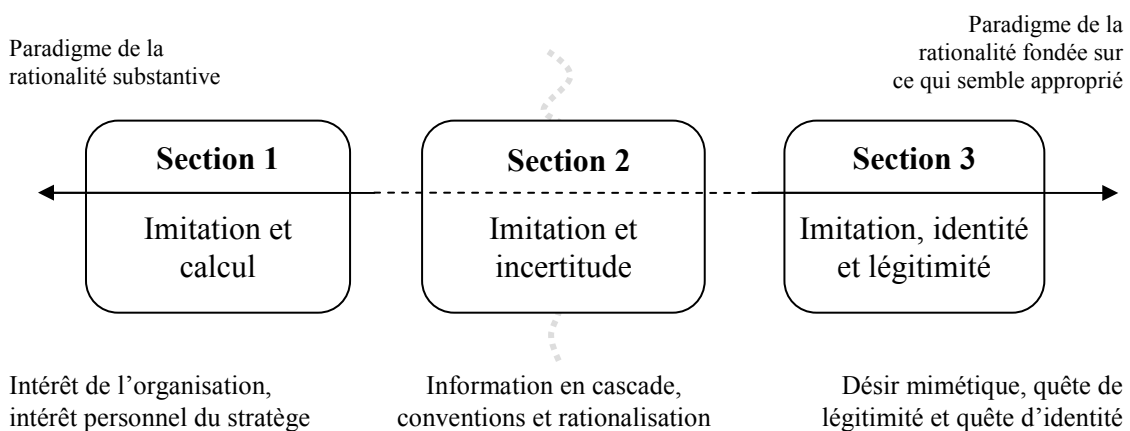 Paradigme de la
rationalité substantive
Paradigme de la
rationalité fondée sur
ce qui semble approprié
Section 1
Imitation et
calcul
Section 2
Imitation et
incertitude
Section 3
Imitation, identité
et légitimité
Intérêt de l’organisation,
intérêt personnel du stratège
Information en cascade,
conventions et rationalisation
Désir mimétique, quête de
légitimité et quête d’identité